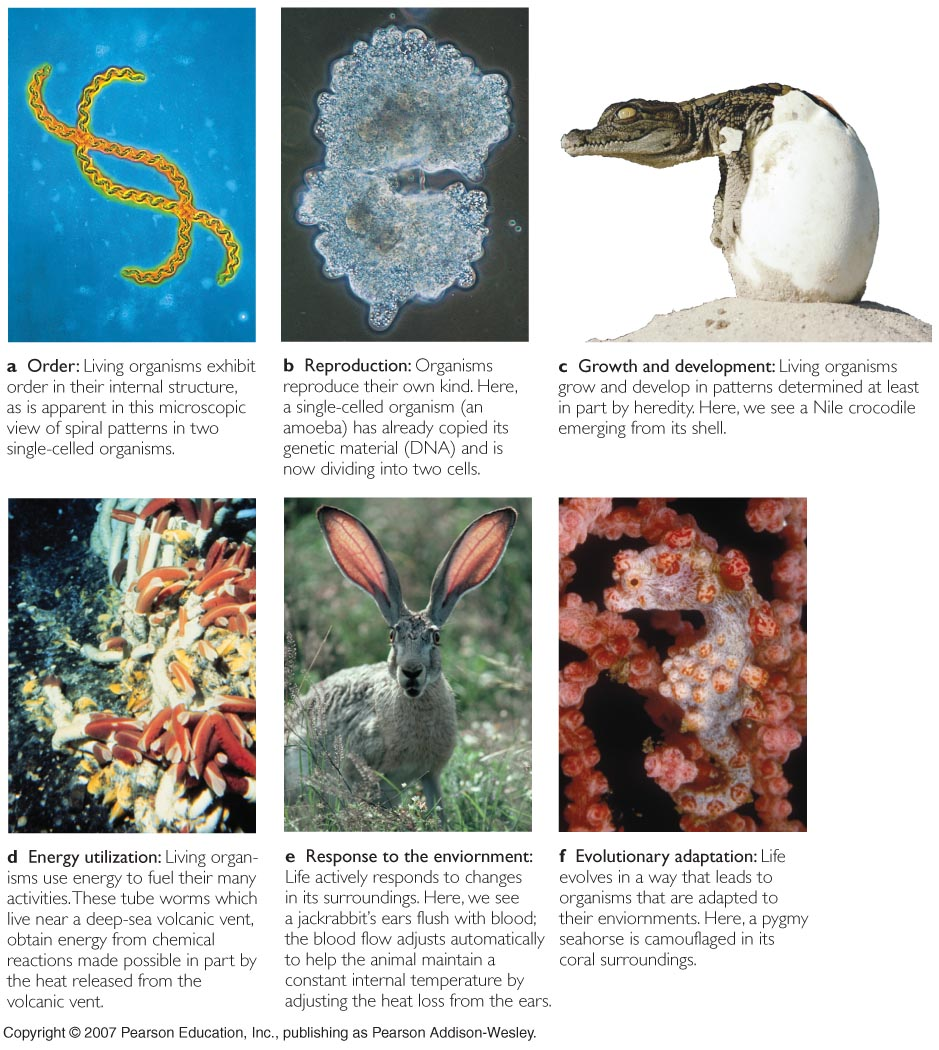 a Order: Living organisms exhibit
order in their internal structure,
as is apparent in this microscopic
view of spiral patterns in two
single-celled organisms.
b Reproduction: Organisms
reproduce their own kind. Here,
a single-celled organism (an
amoeba) has already copied its
genetic material (DNA) and is
now dividing into two cells.
c Growth and development: Living organisms
grow and develop in patterns determined at least
in part by heredity. Here, we see a Nile crocodile
emerging from its shell.
d Energy utilization: Living organ-
isms use energy to fuel their many
activities. These tube worms which
live near a deep-sea volcanic vent,
obtain energy from chemical
reactions made possible in part by
the heat released from the
volcanic vent.
e Response to the enviornment:
Life actively responds to changes
in its surroundings. Here, we see
a jackrabbit's ears flush with blood;
the blood flow adjusts automatically
to help the animal maintain a
constant internal temperature by
adjusting the heat loss from the ears.
f Evolutionary adaptation: Life
evolves in a way that leads to
organisms that are adapted to
their enviornments. Here, a pygmy
seahorse is camouflaged in its
coral surroundings.
Copyright © 2007 Pearson Education, Inc., publishing as Pearson Addison-Wesley.